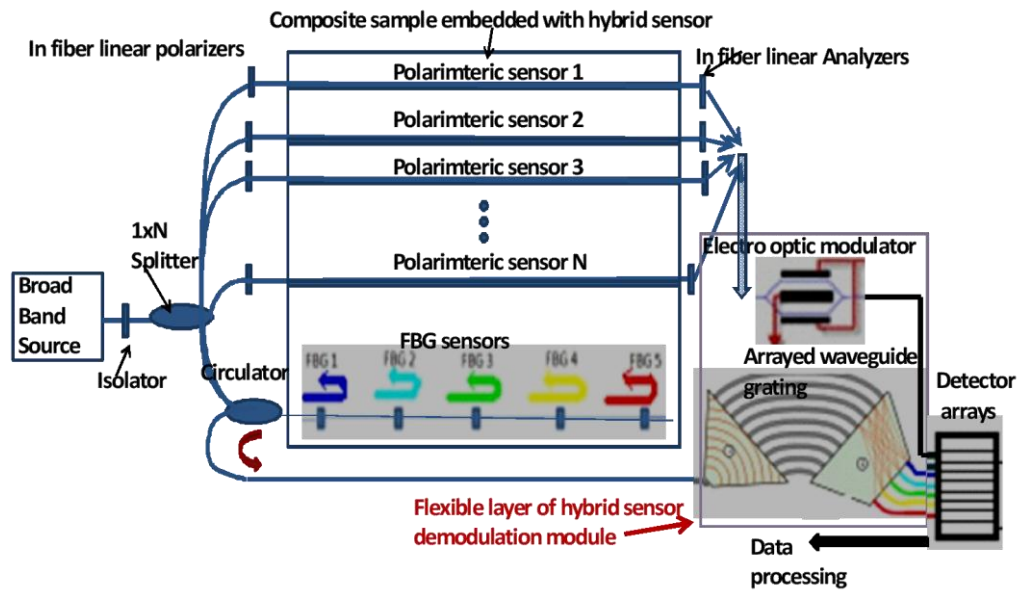 Composite sample embedded with hybrid sensor
In fiber linear polarizers
In fiber linear Analyzers
Polarimteric sensor 1
Polarimteric sensor 2
Polarimteric sensor 3
1xN
Splitter
Polarimteric sensor N
Electro optic modulator
Broad
Band
Source
Isolator
Circulator
FBG sensors
FBG 1
FBG 2
FBG 3
FBG 4
FBG 5
Arrayed waveguide
grating
Detector
arrays
Flexible layer of hybrid sensor
demodulation module
Data
processing